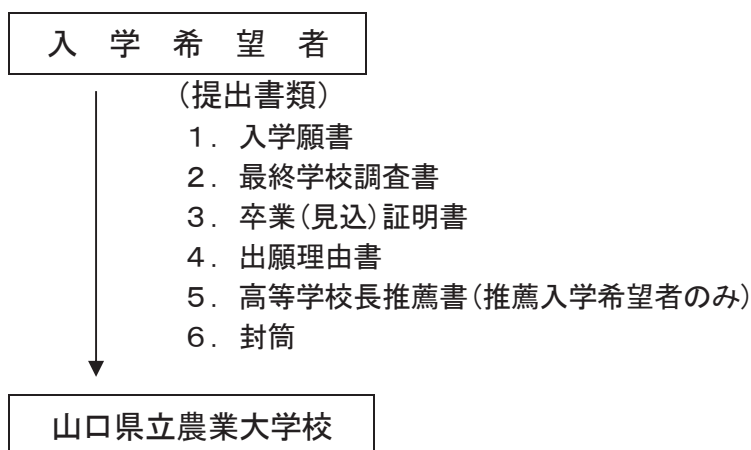 入 学 希 望 者
（提出書類）
１．入学願書
２．最終学校調査書
３．卒業（見込）証明書
４．出願理由書
５．高等学校長推薦書（推薦入学希望者のみ）
６．封筒
山口県立農業大学校